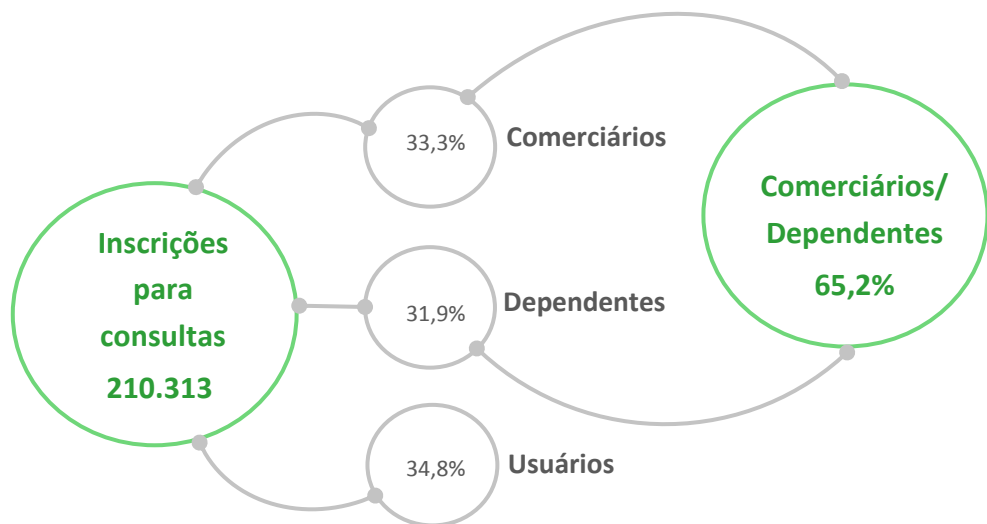 Inscrições
para
consultas
210.313
33,3%
Comerciários
31,9%
Dependentes
34,8%
Usuários
Comerciários/
Dependentes
65,2%